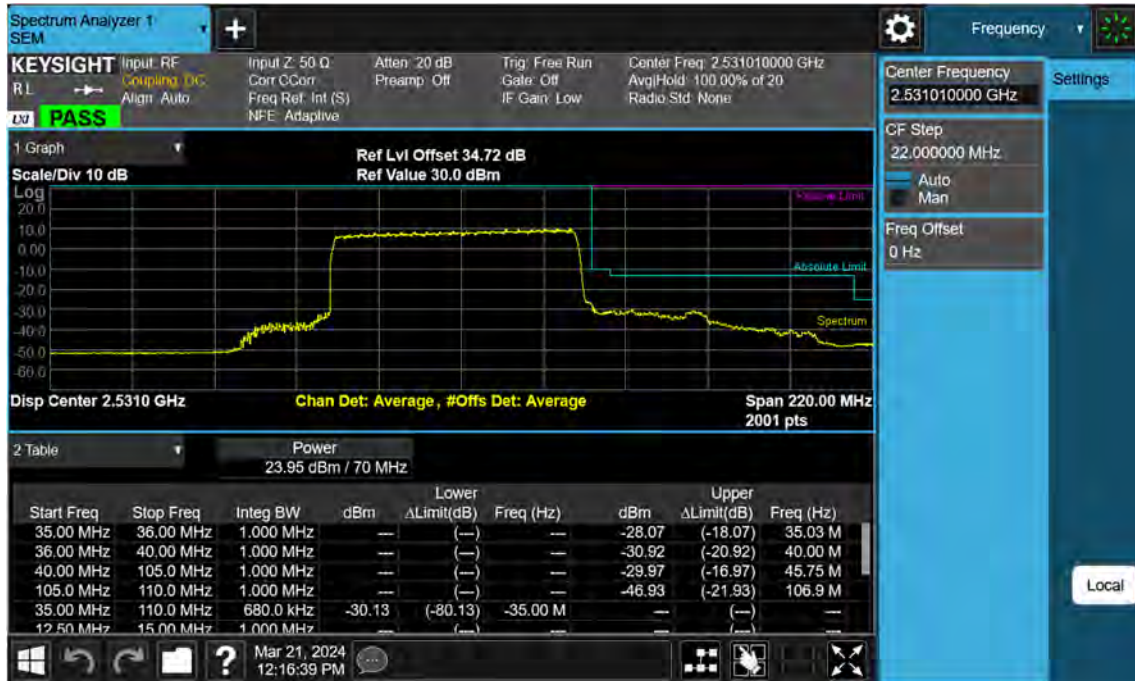 Spectrum Analyzer 1
SEM
+
Frequency
KEYSIGHT
RL
LXI
PASS
Input: RF
Coupling: DC
Align: Auto
Input Z: 50 Ω
Corr CCorr
Freq Ref: Int (S)
NFE: Adaptive
Atten: 20 dB
Preamp: Off
Trig: Free Run
Gate: Off
IF Gain: Low
Center Freq: 2.531010000 GHz
Avg|Hold: 100.00% of 20
Radio Std: None
Center Frequency
2.531010000 GHz
Settings
CF Step
22.000000 MHz
Auto
Man
Freq Offset
0 Hz
1 Graph
Scale/Div 10 dB
Ref Lvl Offset 34.72 dB
Ref Value 30.0 dBm
Log
20.0
10.0
0.00
-10.0
-20.0
-30.0
-40.0
-50.0
-60.0
Relative Limit
Absolute Limit
Spectrum
Disp Center 2.5310 GHz
Chan Det: Average, #Offs Det: Average
Span 220.00 MHz
2001 pts
2 Table
Power
23.95 dBm / 70 MHz
Lower Upper
Start Freq Stop Freq Integ BW dBm ΔLimit(dB) Freq (Hz) dBm ΔLimit(dB) Freq (Hz)
35.00 MHz 36.00 MHz 1.000 MHz --- (---) --- -28.07 (-18.07) 35.03 M
36.00 MHz 40.00 MHz 1.000 MHz --- (---) --- -30.92 (-20.92) 40.00 M
40.00 MHz 105.0 MHz 1.000 MHz --- (---) --- -29.97 (-16.97) 45.75 M
105.0 MHz 110.0 MHz 1.000 MHz --- (---) --- -46.93 (-21.93) 106.9 M
35.00 MHz 110.0 MHz 680.0 kHz -30.13 (-80.13) -35.00 M --- (---) ---
12.50 MHz 15.00 MHz 1.000 MHz --- (---) --- --- (---) ---
Local
?
Mar 21, 2024
12:16:39 PM